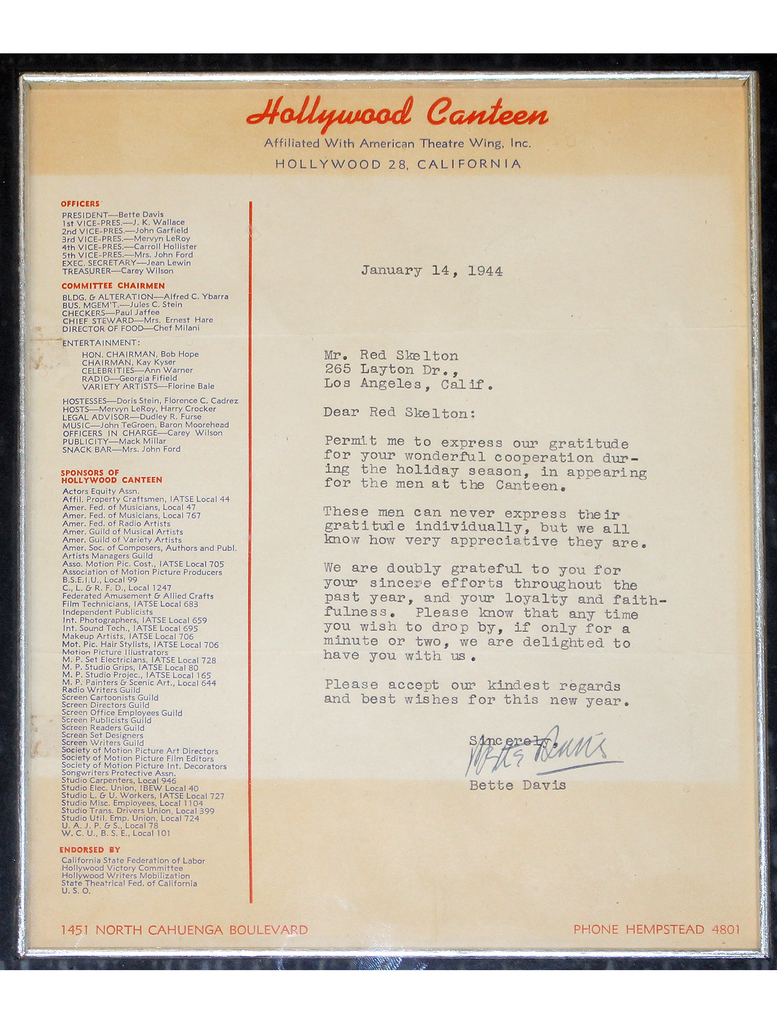 Hollywood Canteen
Affiliated With American Theatre Wing, Inc.
HOLLYWOOD 28, CALIFORNIA
OFFICERS
PRESIDENT—Bette Davis
1st VICE-PRES.—J. K. Wallace
2nd VICE-PRES.—John Garfield
3rd VICE-PRES.—Mervyn LeRoy
4th VICE-PRES.—Carroll Hollister
5th VICE-PRES.—Mrs. John Ford
EXEC. SECRETARY—Jean Lewin
TREASURER—Carey Wilson
COMMITTEE CHAIRMEN
BLDG. & ALTERATION—Alfred C. Ybarra
BUS. MGEM'T.—Jules C. Stein
CHECKERS—Paul Jaffee
CHIEF STEWARD—Mrs. Ernest Hare
DIRECTOR OF FOOD—Chef Milani
ENTERTAINMENT:
HON. CHAIRMAN, Bob Hope
CHAIRMAN, Kay Kyser
CELEBRITIES—Ann Warner
RADIO—Georgia Fifield
VARIETY ARTISTS—Florine Bale
HOSTESSES—Doris Stein, Florence C. Cadrez
HOSTS—Mervyn LeRoy, Harry Crocker
LEGAL ADVISOR—Dudley R. Furse
MUSIC—John TeGroen, Baron Moorehead
OFFICERS IN CHARGE—Carey Wilson
PUBLICITY—Mack Millar
SNACK BAR—Mrs. John Ford
SPONSORS OF
HOLLYWOOD CANTEEN
Actors Equity Assn.
Affil. Property Craftsmen, IATSE Local 44
Amer. Fed. of Musicians, Local 47
Amer. Fed. of Musicians, Local 767
Amer. Fed. of Radio Artists
Amer. Guild of Musical Artists
Amer. Guild of Variety Artists
Amer. Soc. of Composers, Authors and Publ.
Artists Managers Guild
Asso. Motion Pic. Cost., IATSE Local 705
Association of Motion Picture Producers
B.S.E.I.U., Local 99
C., L. & R. F. D., Local 1247
Federated Amusement & Allied Crafts
Film Technicians, IATSE Local 683
Independent Publicists
Int. Photographers, IATSE Local 659
Int. Sound Tech., IATSE Local 695
Makeup Artists, IATSE Local 706
Mot. Pic. Hair Stylists, IATSE Local 706
Motion Picture Illustrators
M. P. Set Electricians, IATSE Local 728
M. P. Studio Grips, IATSE Local 80
M. P. Studio Projec., IATSE Local 165
M. P. Painters & Scenic Art., Local 644
Radio Writers Guild
Screen Cartoonists Guild
Screen Directors Guild
Screen Office Employees Guild
Screen Publicists Guild
Screen Readers Guild
Screen Set Designers
Screen Writers Guild
Society of Motion Picture Art Directors
Society of Motion Picture Film Editors
Society of Motion Picture Int. Decorators
Songwriters Protective Assn.
Studio Carpenters, Local 946
Studio Elec. Union, IBEW Local 40
Studio L. & U. Workers, IATSE Local 727
Studio Misc. Employees, Local 1104
Studio Trans. Drivers Union, Local 399
Studio Util. Emp. Union, Local 724
U. A. J. P. & S., Local 78
W. C. U., B. S. E., Local 101
ENDORSED BY
California State Federation of Labor
Hollywood Victory Committee
Hollywood Writers Mobilization
State Theatrical Fed. of California
U. S. O.
January 14, 1944
Mr. Red Skelton
265 Layton Dr.,
Los Angeles, Calif.
Dear Red Skelton:
Permit me to express our gratitude
for your wonderful cooperation dur-
ing the holiday season, in appearing
for the men at the Canteen.
These men can never express their
gratitude individually, but we all
know how very appreciative they are.
We are doubly grateful to you for
your sincere efforts throughout the
past year, and your loyalty and faith-
fulness. Please know that any time
you wish to drop by, if only for a
minute or two, we are delighted to
have you with us.
Please accept our kindest regards
and best wishes for this new year.
Sincerely,
Bette Davis
Bette Davis
1451 NORTH CAHUENGA BOULEVARD
PHONE HEMPSTEAD 4801